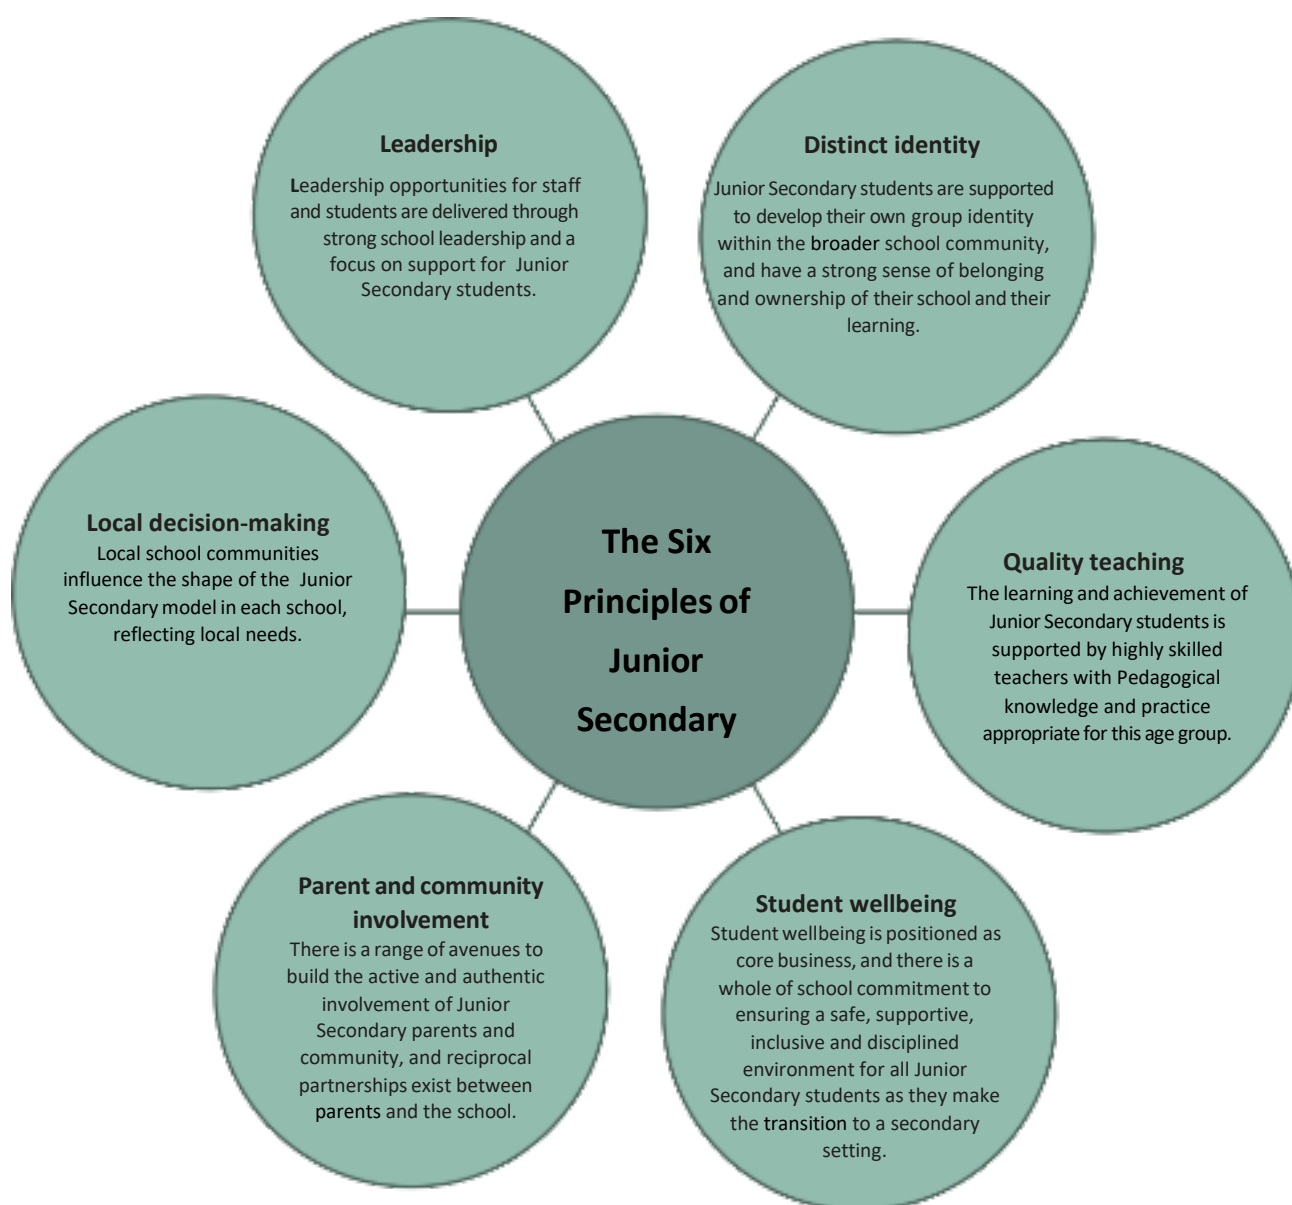 Leadership
Leadership opportunities for staff
and students are delivered through
strong school leadership and a
focus on support for Junior
Secondary students.
Distinct identity
Junior Secondary students are supported
to develop their own group identity
within the broader school community,
and have a strong sense of belonging
and ownership of their school and their
learning.
Local decision-making
Local school communities
influence the shape of the Junior
Secondary model in each school,
reflecting local needs.
The Six
Principles of
Junior
Secondary
Quality teaching
The learning and achievement of
Junior Secondary students is
supported by highly skilled
teachers with Pedagogical
knowledge and practice
appropriate for this age group.
Parent and community
involvement
There is a range of avenues to
build the active and authentic
involvement of Junior
Secondary parents and
community, and reciprocal
partnerships exist between
parents and the school.
Student wellbeing
Student wellbeing is positioned as
core business, and there is a
whole of school commitment to
ensuring a safe, supportive,
inclusive and disciplined
environment for all Junior
Secondary students as they make
the transition to a secondary
setting.